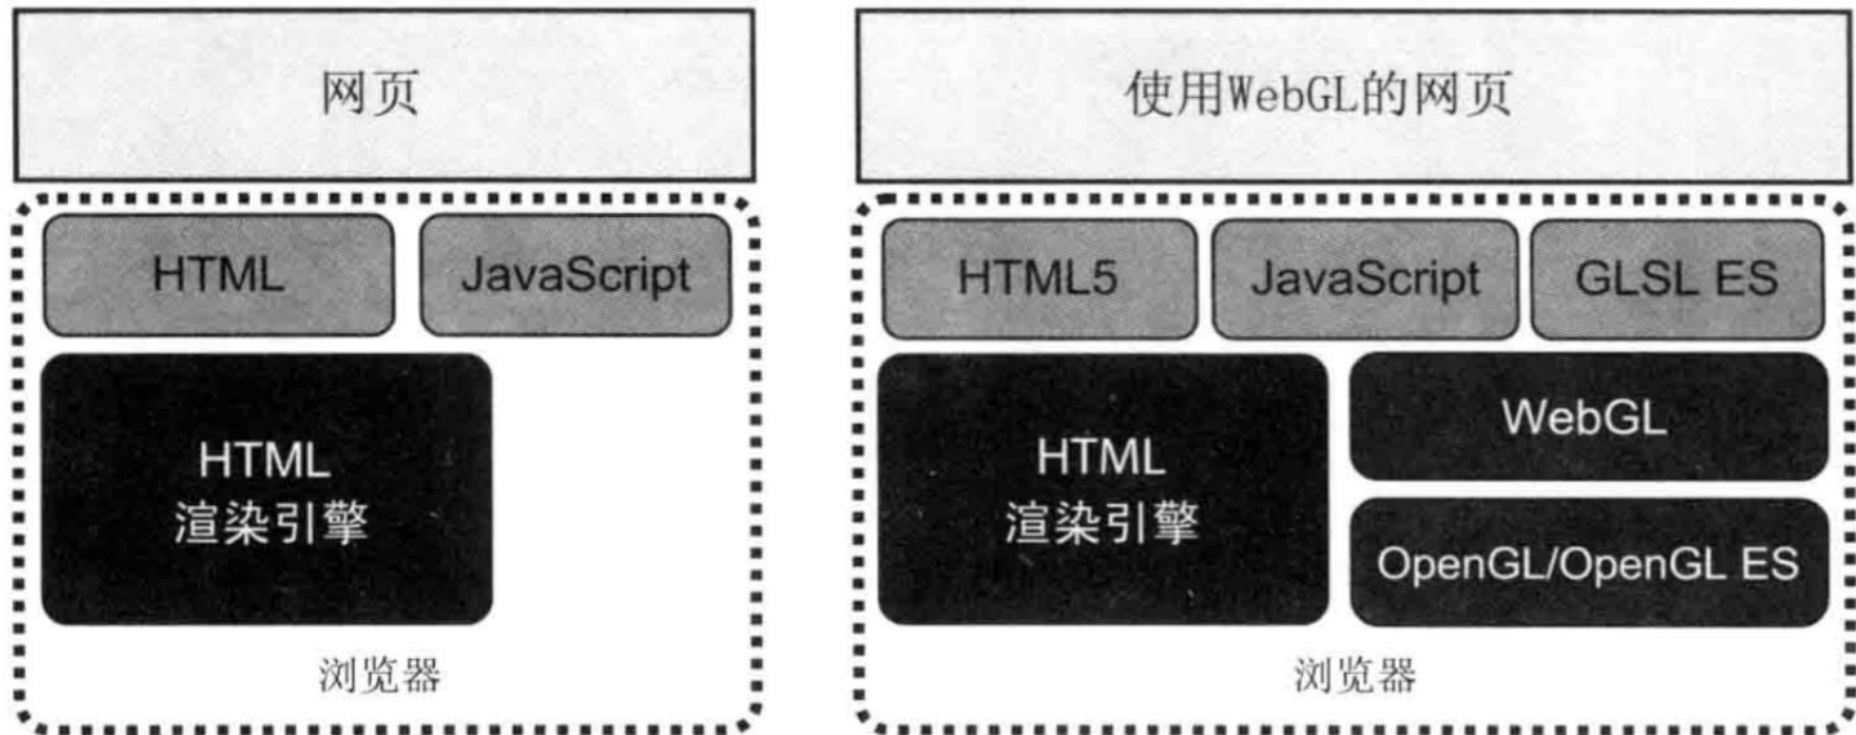 网页
HTML
JavaScript
HTML
渲染引擎
浏览器
使用WebGL的网页
HTML5
JavaScript
GLSL ES
HTML
渲染引擎
WebGL
OpenGL/OpenGL ES
浏览器